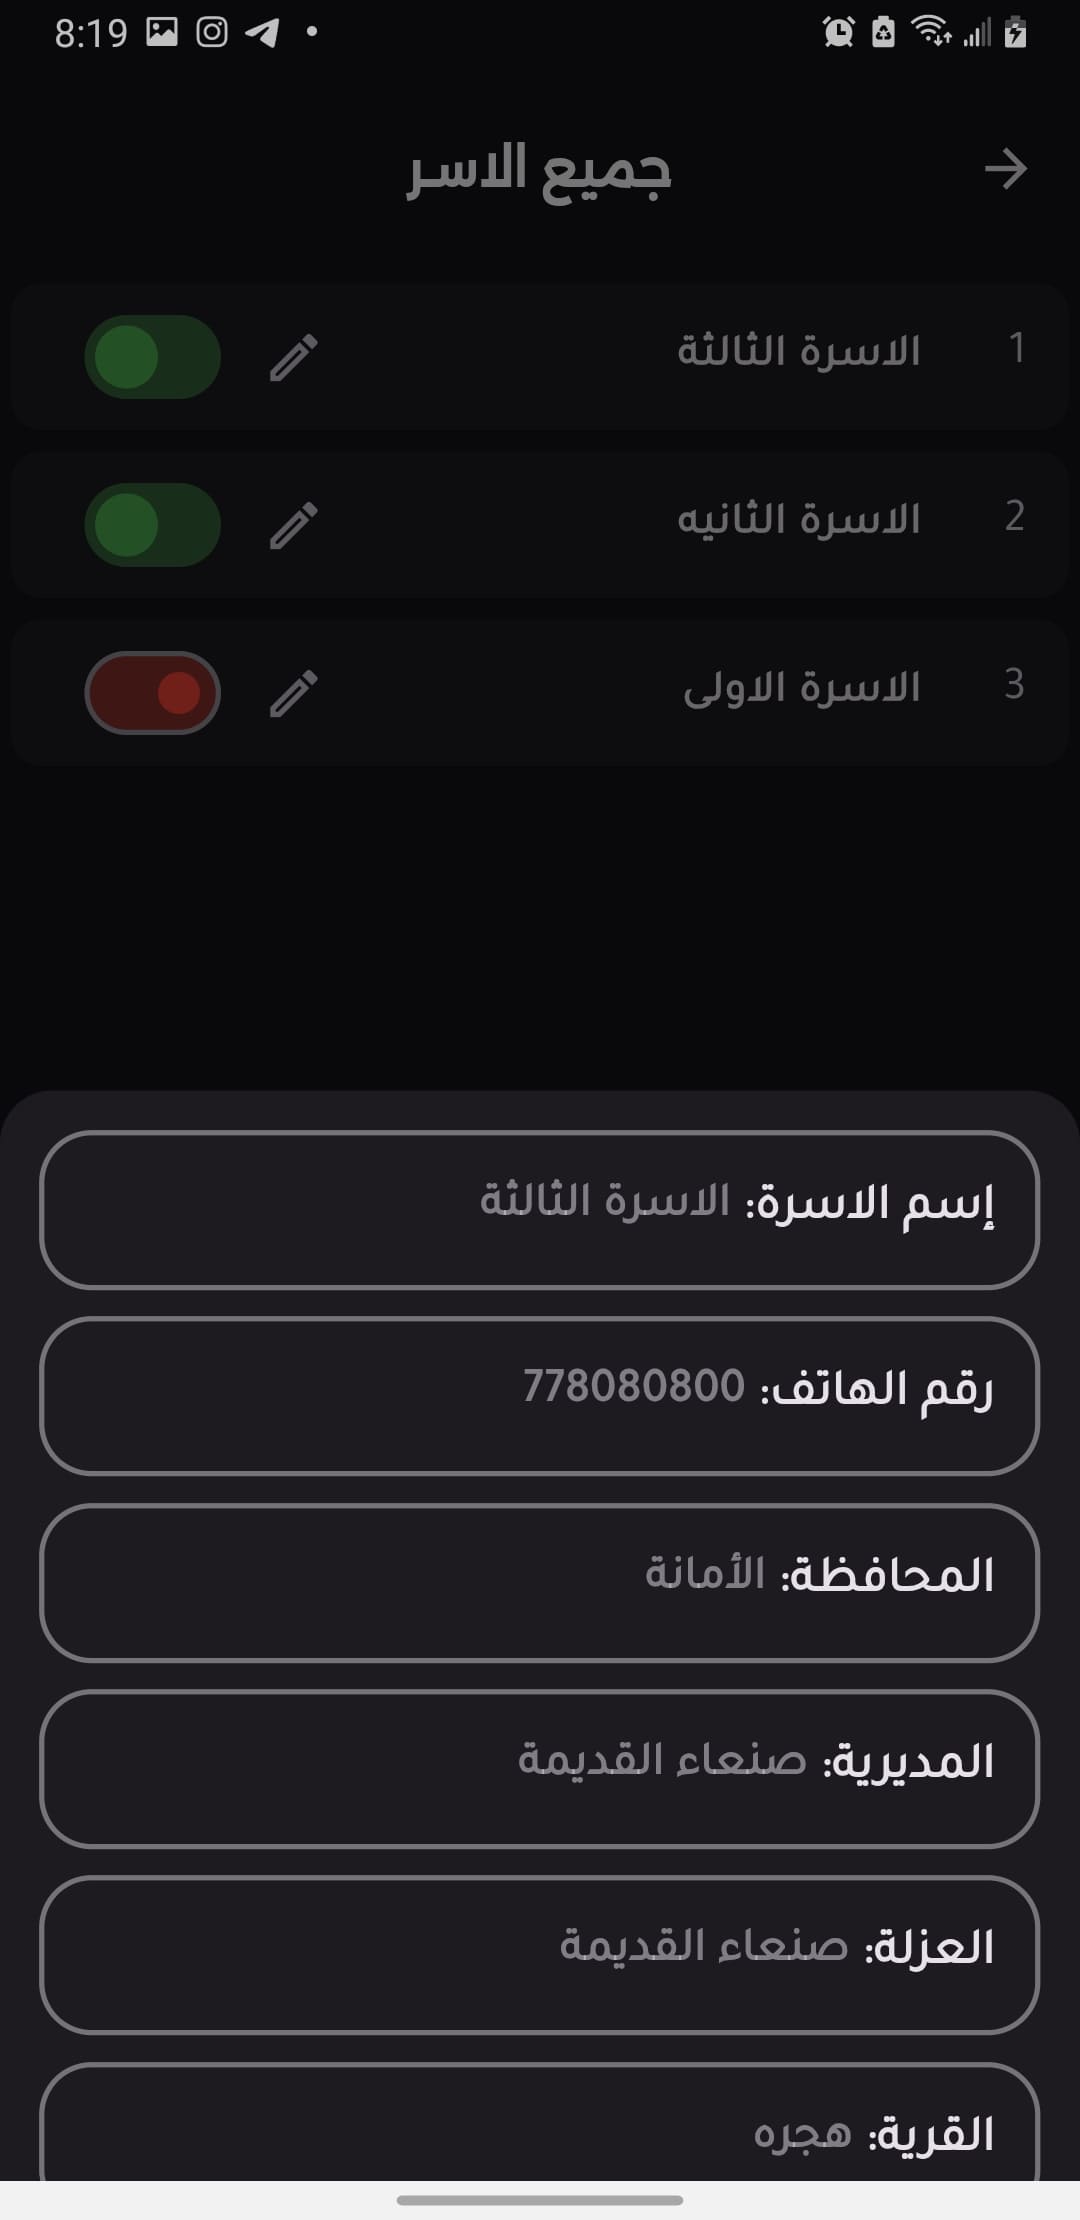 8:19
جميع الاسر
1 الاسرة الثالثة
2 الاسرة الثانيه
3 الاسرة الاولى
إسم الاسرة: الاسرة الثالثة
رقم الهاتف: 778080800
المحافظة: الأمانة
المديرية: صنعاء القديمة
العزلة: صنعاء القديمة
القرية: هجره